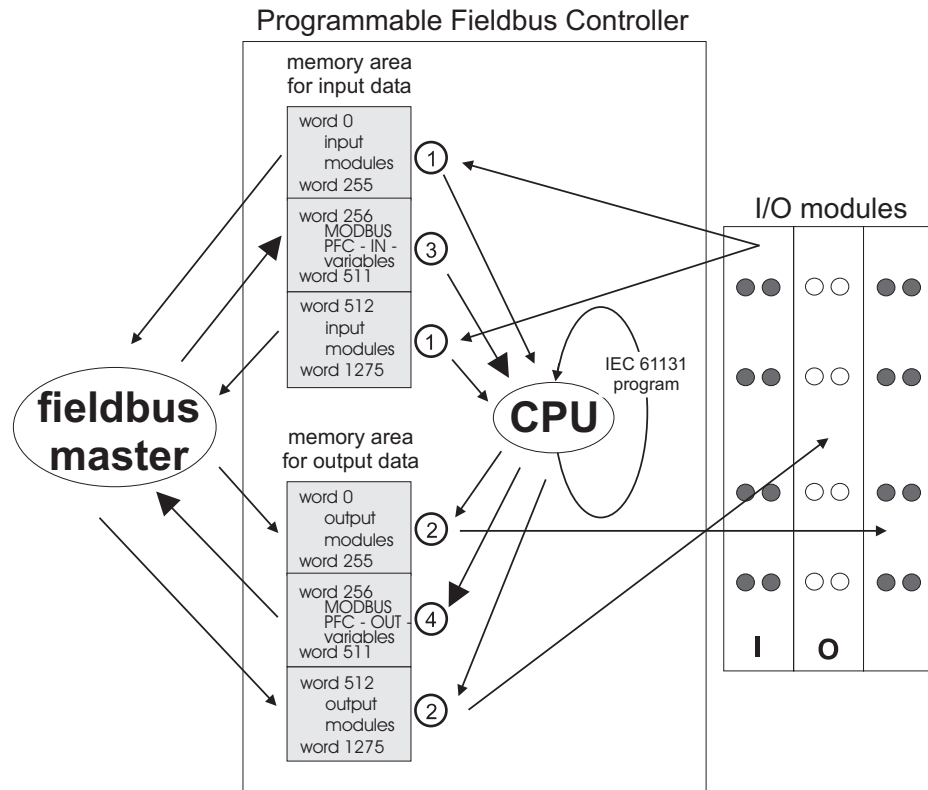 Programmable Fieldbus Controller
memory area
for input data
word 0
input
modules
word 255
1
word 256
MODBUS
PFC - IN -
variables
word 511
3
word 512
input
modules
word 1275
1
I/O modules
IEC 61131
program
CPU
fieldbus
master
memory area
for output data
word 0
output
modules
word 255
2
word 256
MODBUS
PFC - OUT -
variables
word 511
4
word 512
output
modules
word 1275
2
I
O